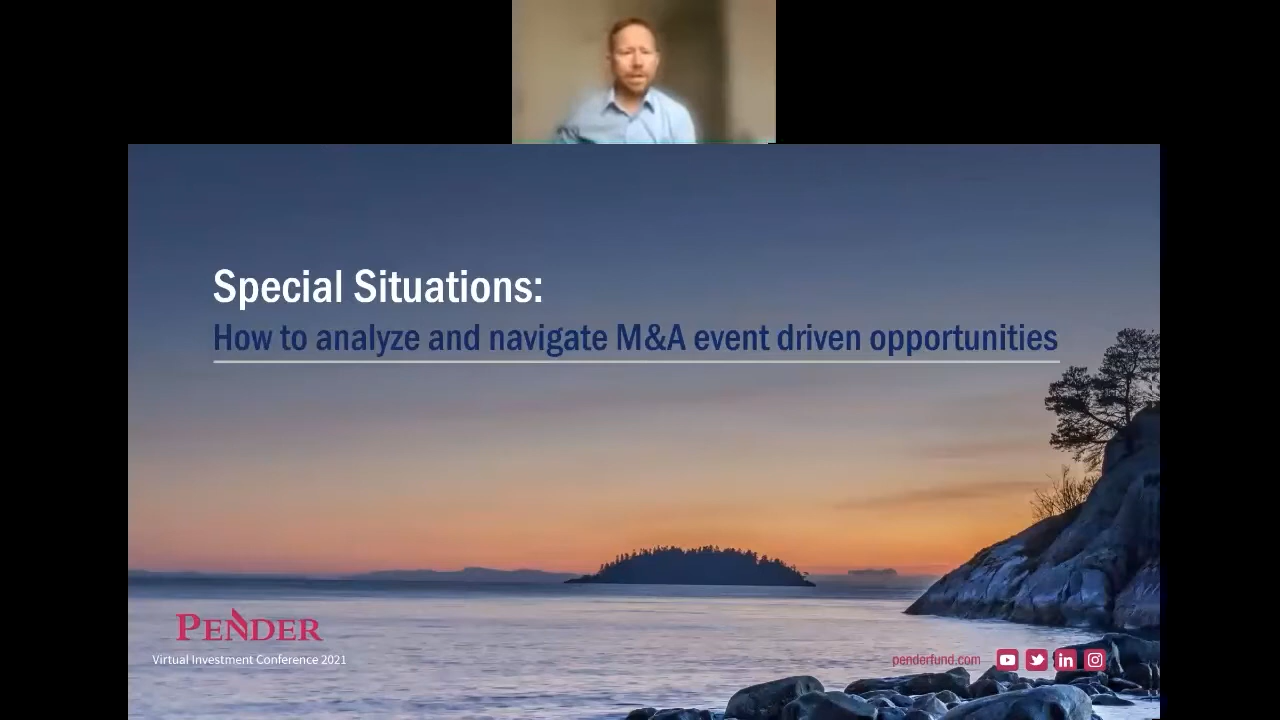 Special Situations:
How to analyze and navigate M&A event driven opportunities
PENDER
Virtual Investment Conference 2021
penderfund.com